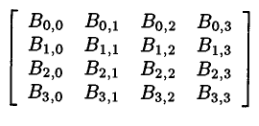 B0,0 B0,1 B0,2 B0,3
B1,0 B1,1 B1,2 B1,3
B2,0 B2,1 B2,2 B2,3
B3,0 B3,1 B3,2 B3,3